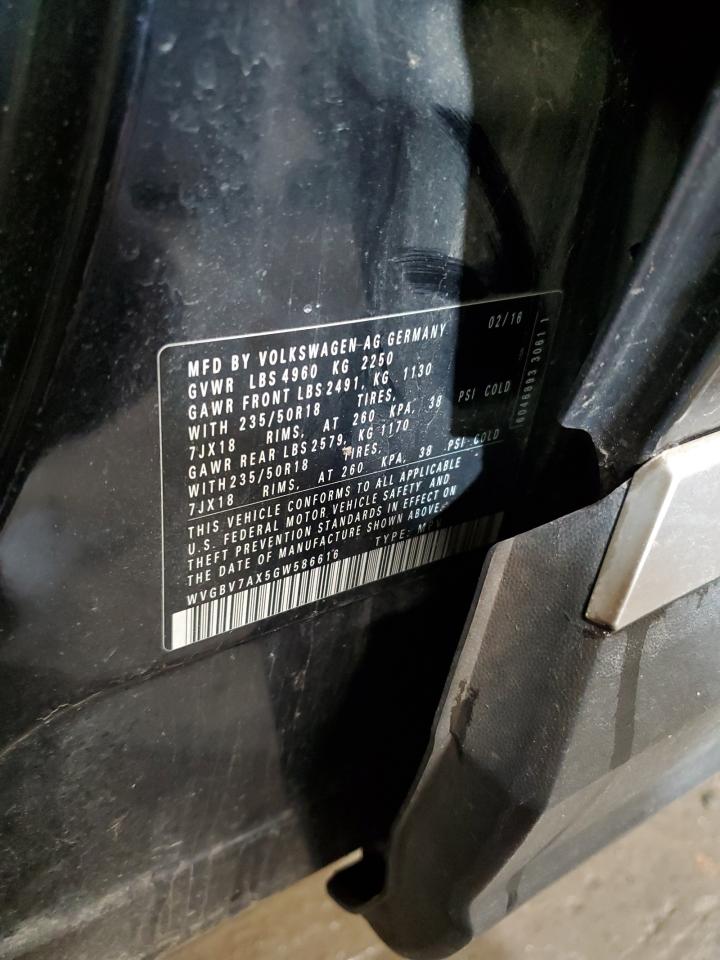 MFD BY VOLKSWAGEN AG GERMANY 02/16
GVWR LBS 4960 KG 2250
GAWR FRONT LBS 2491, KG 1130
WITH 235/50R18 TIRES,
7JX18 RIMS, AT 260 KPA, 38 PSI COLD
GAWR REAR LBS 2579, KG 1170
WITH 235/50R18 TIRES,
7JX18 RIMS, AT 260 KPA, 38 PSI COLD
THIS VEHICLE CONFORMS TO ALL APPLICABLE
U.S. FEDERAL MOTOR VEHICLE SAFETY AND
THEFT PREVENTION STANDARDS IN EFFECT ON
THE DATE OF MANUFACTURE SHOWN ABOVE.
WVGBV7AX5GW586616 TYPE: MPV